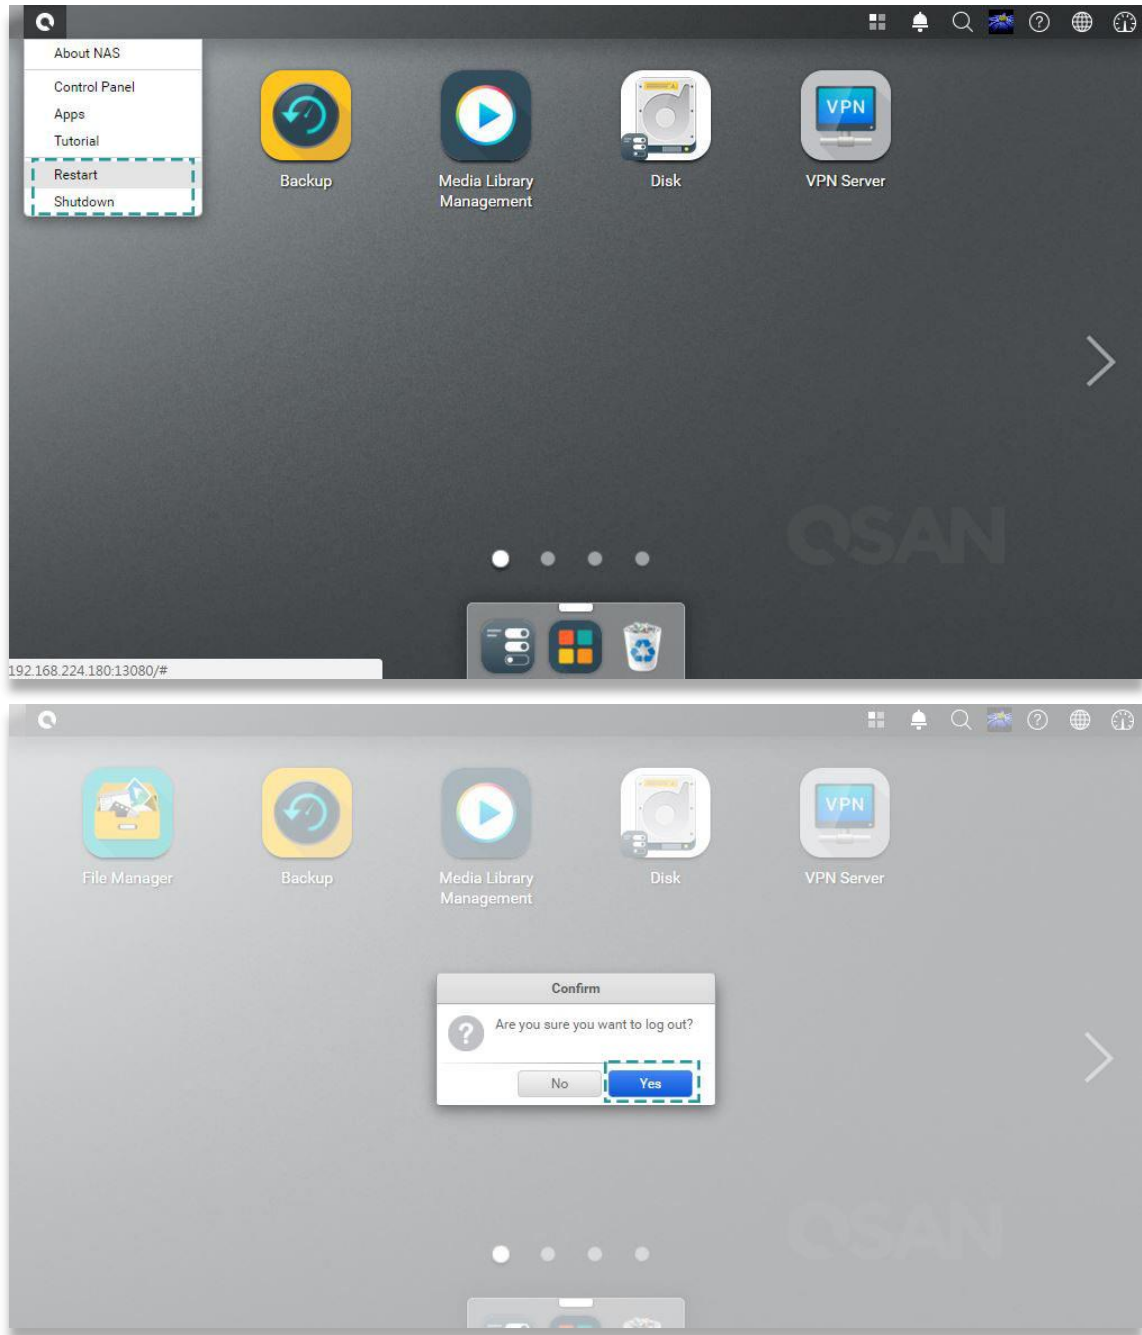 About NAS
Control Panel
Apps
Tutorial
Restart
Shutdown
Backup
Media Library
Management
Disk
VPN
VPN Server
QSAN
192.168.224.180:13080/#
File Manager
Backup
Media Library
Management
Disk
VPN
VPN Server
Confirm
Are you sure you want to log out?
No
Yes
QSAN